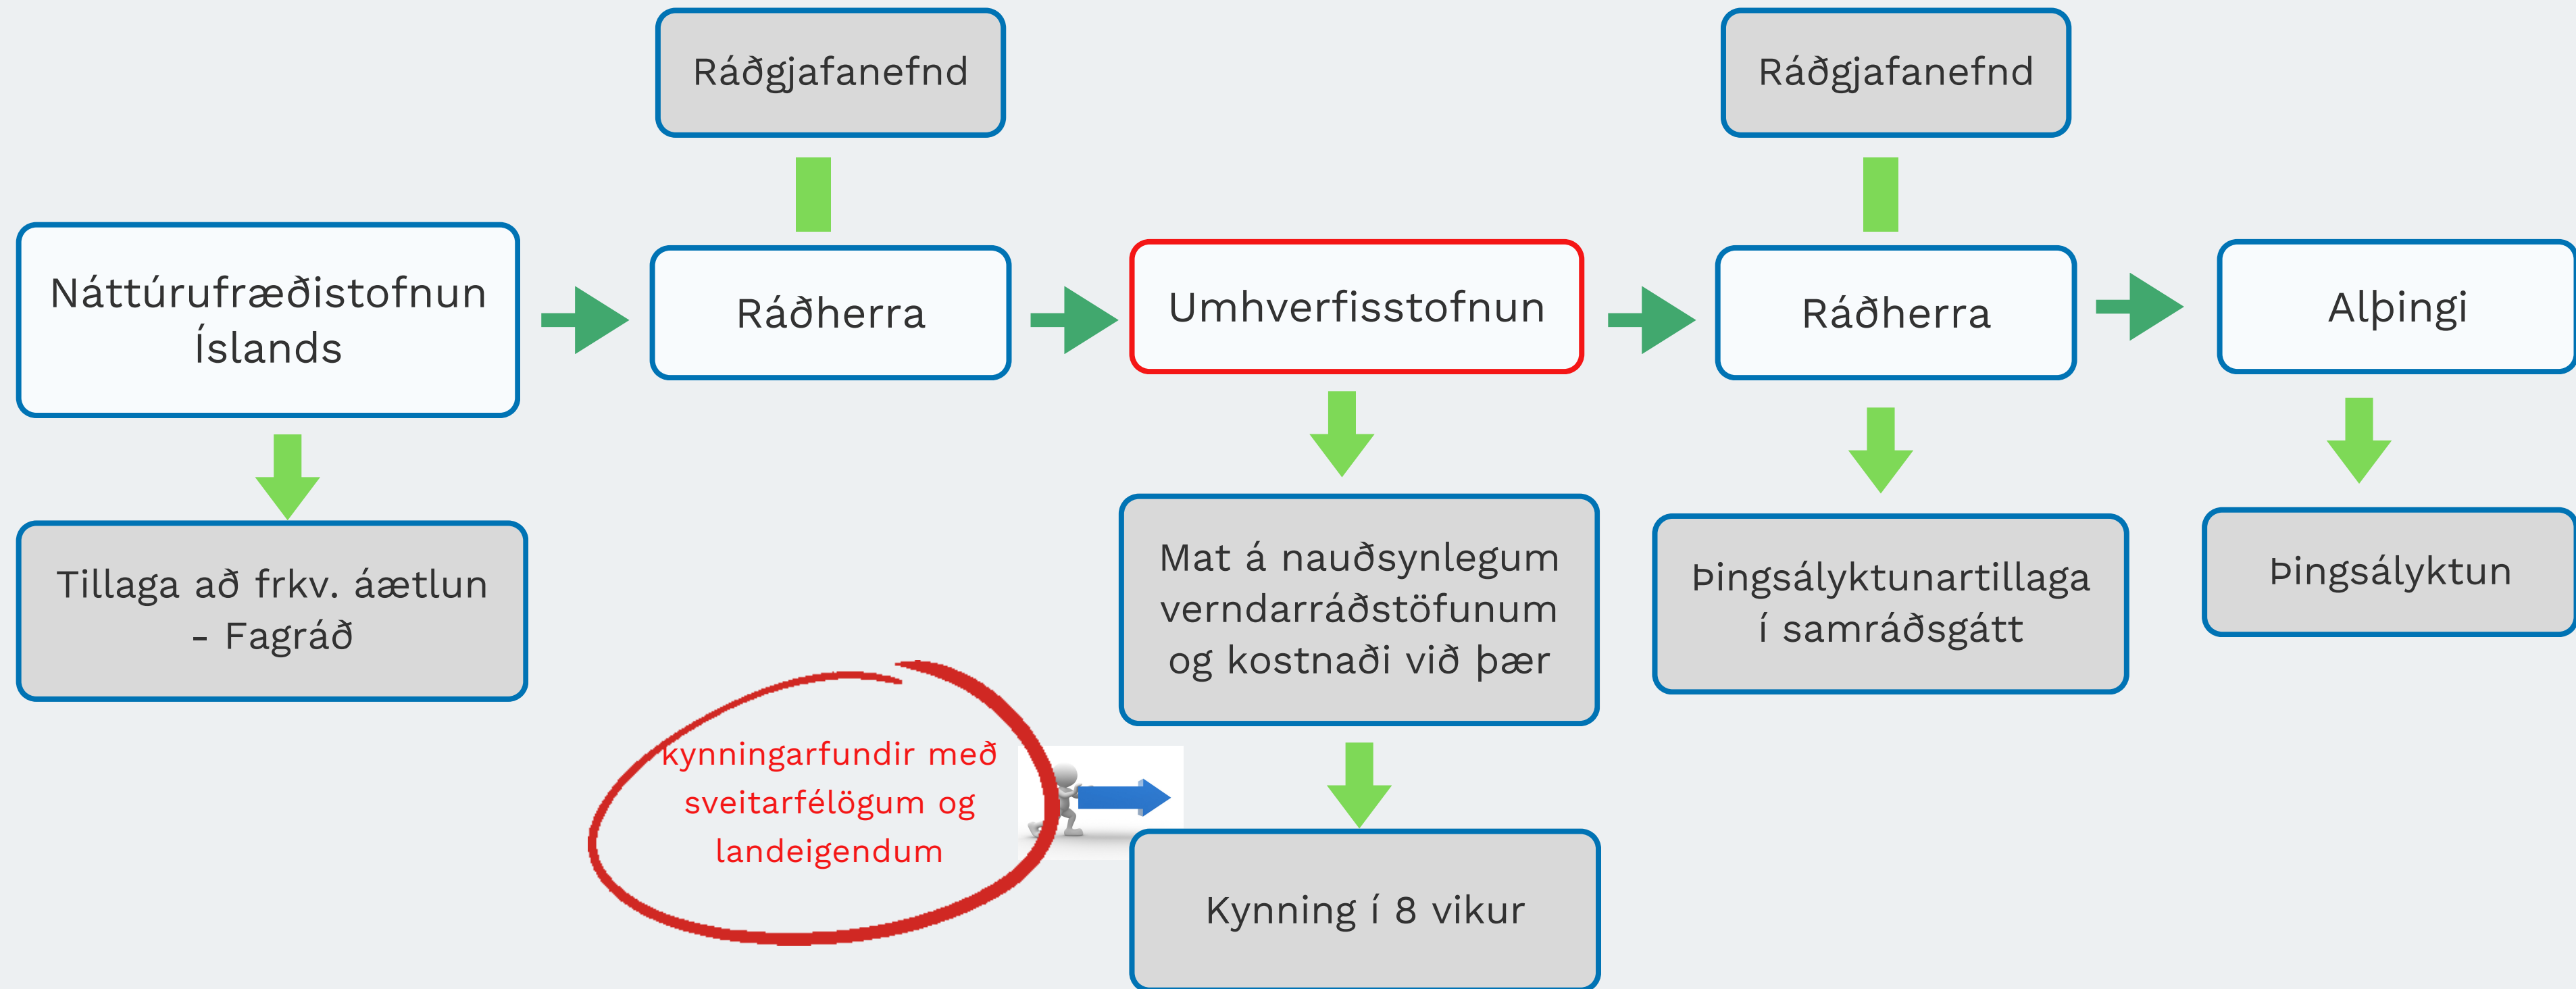 Ráðgjafanefnd
Ráðgjafanefnd
Náttúrufræðistofnun
Íslands
Ráðherra
Umhverfisstofnun
Ráðherra
Alþingi
Tillaga að frkv. áætlun
- Fagráð
Mat á nauðsynlegum
verndarráðstöfunum
og kostnaði við þær
Þingsályktunartillaga
í samráðsgátt
Þingsályktun
kynningarfundir með
sveitarfélögum og
landeigendum
Kynning í 8 vikur